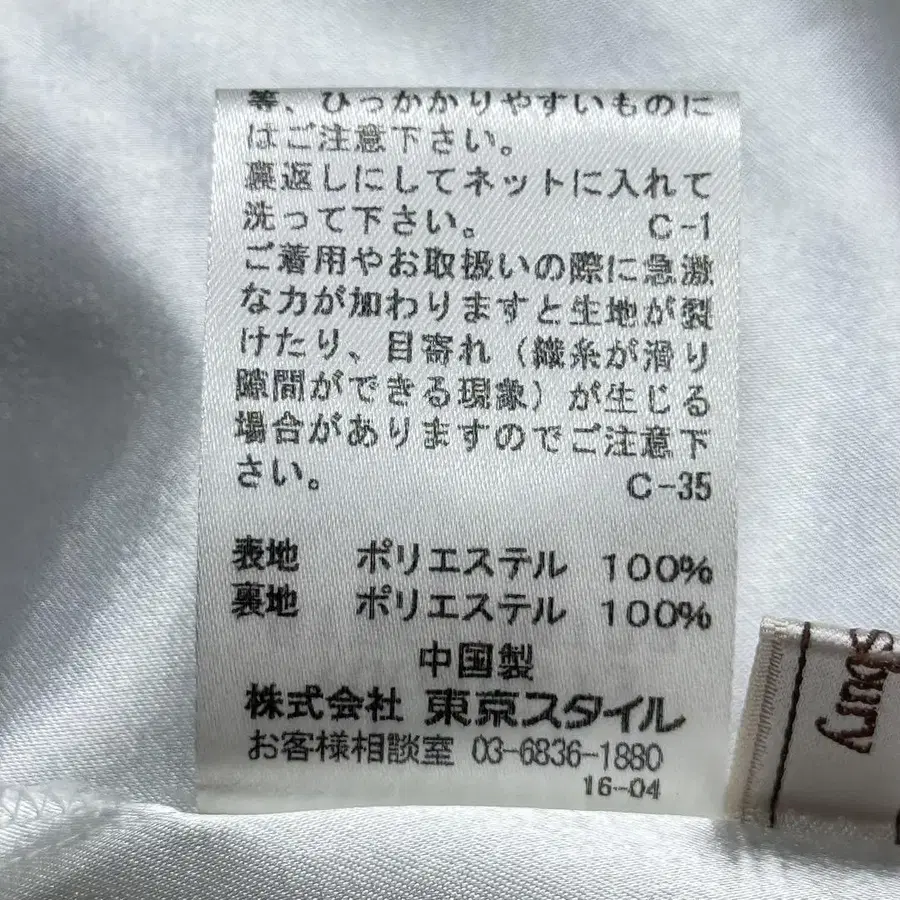 等、ひっかかりやすいものに
はご注意下さい。
裏返しにしてネットに入れて
洗って下さい。 C-1
ご着用やお取扱いの際に急激
な力が加わりますと生地が裂
けたり、目寄れ(織糸が滑り
隙間ができる現象)が生じる
場合がありますのでご注意下
さい。 C-35
表地 ポリエステル 100%
裏地 ポリエステル 100%
中国製
株式会社 東京スタイル
お客様相談室 03-6836-1880
16-04
sbury